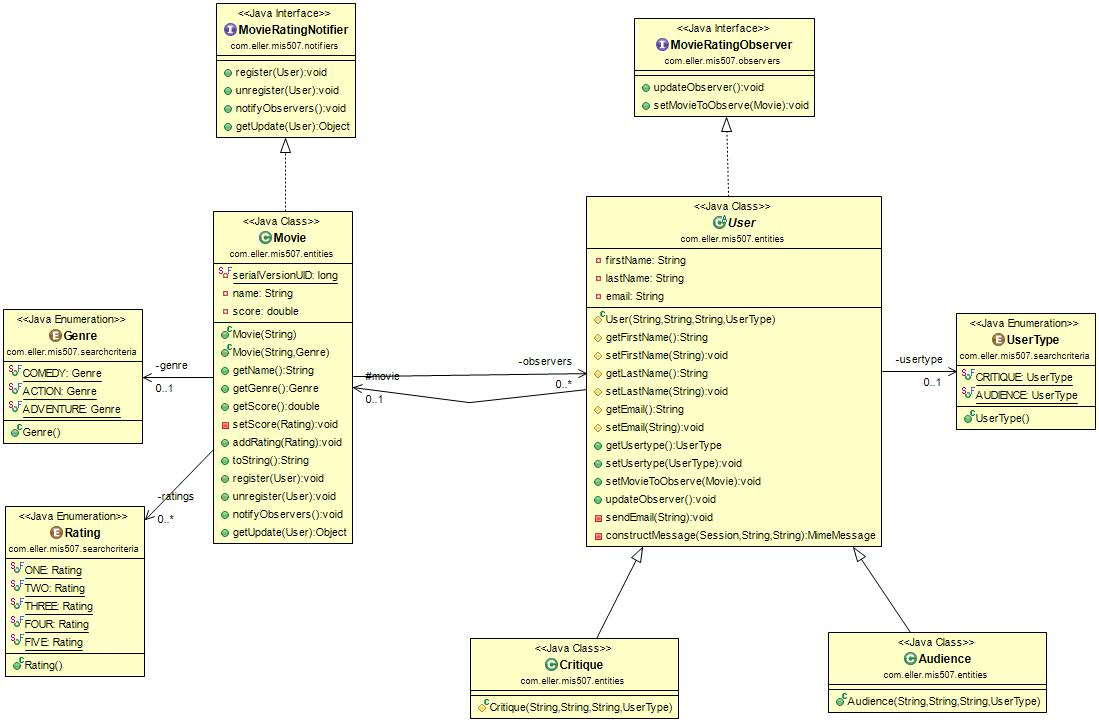 <<Java Interface>>
MovieRatingNotifier
com.eller.mis507.notifiers
register(User):void
unregister(User):void
notifyObservers():void
getUpdate(User):Object
<<Java Interface>>
MovieRatingObserver
com.eller.mis507.observers
updateObserver():void
setMovieToObserve(Movie):void
<<Java Class>>
Movie
com.eller.mis507.entities
serialVersionUID: long
name: String
score: double
Movie(String)
Movie(String,Genre)
getName():String
getGenre():Genre
getScore():double
setScore(Rating):void
addRating(Rating):void
toString():String
register(User):void
unregister(User):void
notifyObservers():void
getUpdate(User):Object
<<Java Class>>
User
com.eller.mis507.entities
firstName: String
lastName: String
email: String
User(String,String,String,UserType)
getFirstName():String
setFirstName(String):void
getLastName():String
setLastName(String):void
getEmail():String
setEmail(String):void
getUsertype():UserType
setUsertype(UserType):void
setMovieToObserve(Movie):void
updateObserver():void
sendEmail(String):void
constructMessage(Session,String,String):MimeMessage
<<Java Enumeration>>
Genre
com.eller.mis507.searchcriteria
COMEDY: Genre
ACTION: Genre
ADVENTURE: Genre
Genre()
-genre
0..1
#movie
0..1
-observers
0..*
-usertype
0..1
<<Java Enumeration>>
UserType
com.eller.mis507.searchcriteria
CRITIQUE: UserType
AUDIENCE: UserType
UserType()
-ratings
0..*
<<Java Enumeration>>
Rating
com.eller.mis507.searchcriteria
ONE: Rating
TWO: Rating
THREE: Rating
FOUR: Rating
FIVE: Rating
Rating()
<<Java Class>>
Critique
com.eller.mis507.entities
Critique(String,String,String,UserType)
<<Java Class>>
Audience
com.eller.mis507.entities
Audience(String,String,String,UserType)